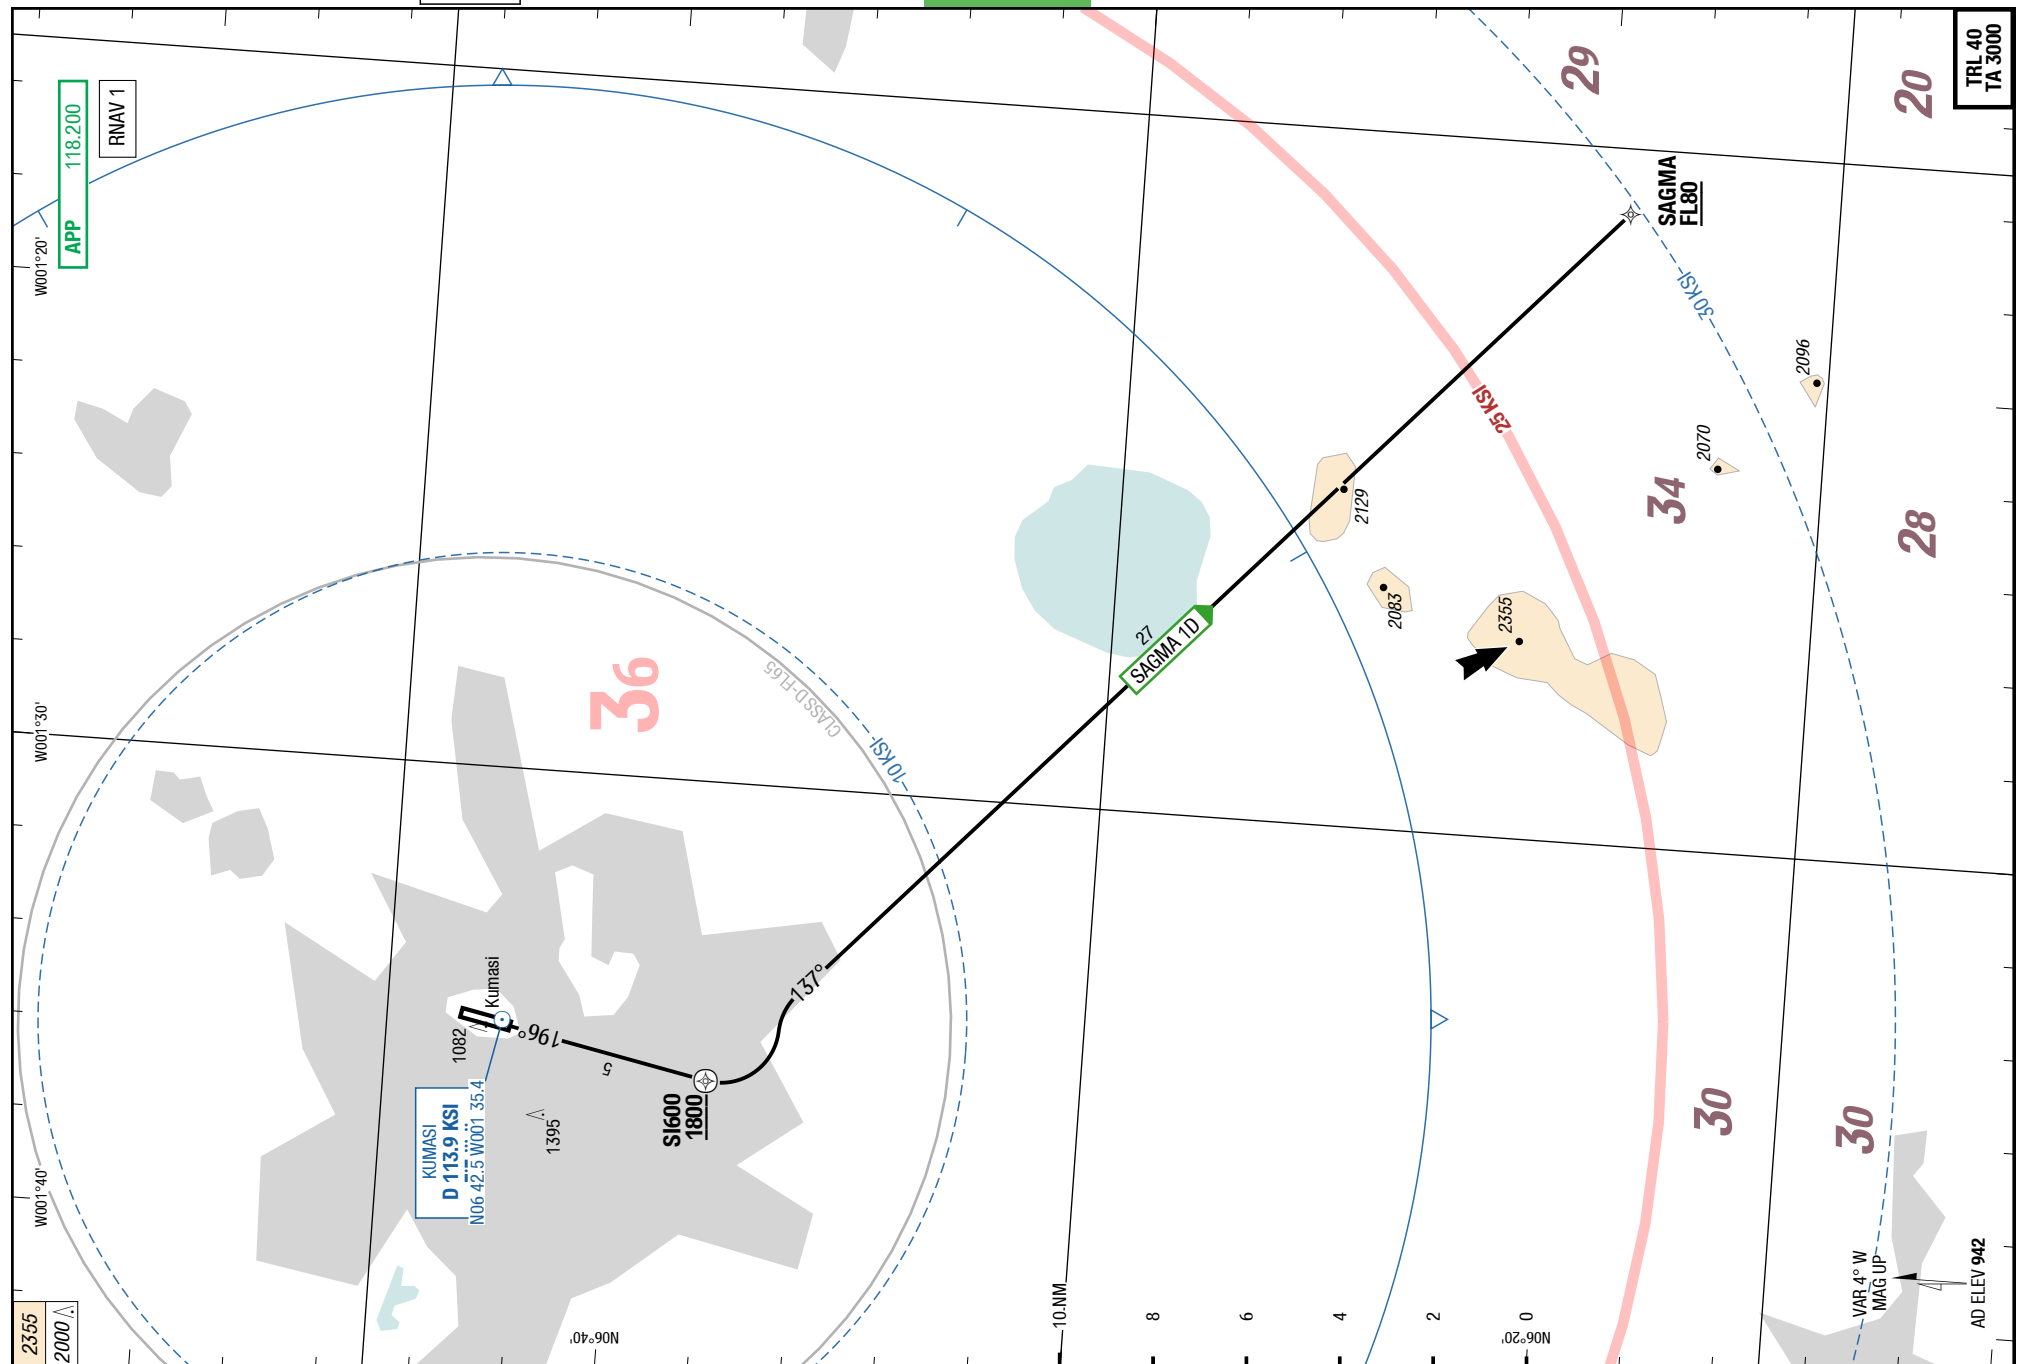 APP 118.200
RNAV 1
TRL 40
TA 3000
29
20
W001°20'
SAGMA
FL80
30 KSI
2096
25 KSI
2070
34
28
2129
2083
2355
27
SAGMA 1D
36
CLASS D-FL65
10 KSI
W001°30'
137°
Kumasi
1082
196°
5
KUMASI
D 113.9 KSI
N06 42.5 W001 35.4
1395
SI600
1800
30
30
W001°40'
2355
2000
N06°40'
10 NM
8
6
4
2
0
N06°20'
VAR 4° W
MAG UP
AD ELEV 942